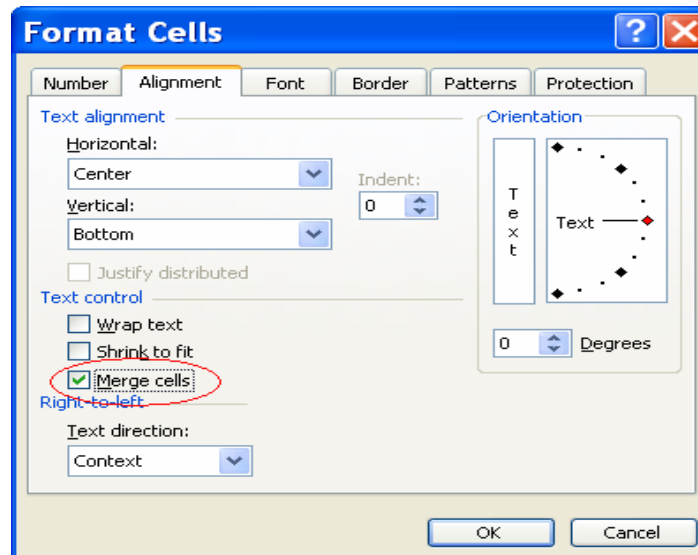 Format Cells
Number Alignment Font Border Patterns Protection
Text alignment
Horizontal:
Center
Indent:
0
Vertical:
Bottom
Justify distributed
Text control
Wrap text
Shrink to fit
Merge cells
Right-to-left
Text direction:
Context
Orientation
Text
Text
0 Degrees
OK Cancel